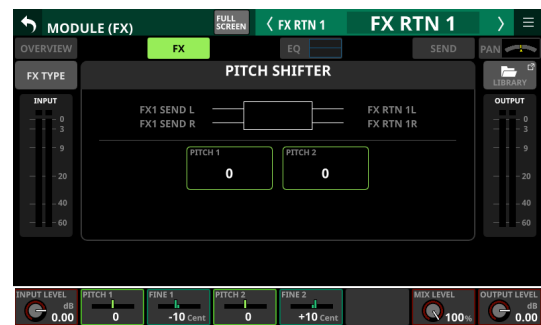 MODULE (FX)
FULL SCREEN
FX RTN 1
FX RTN 1
OVERVIEW
FX
EQ
SEND
PAN
FX TYPE
PITCH SHIFTER
LIBRARY
INPUT
OUTPUT
FX1 SEND L
FX RTN 1L
FX1 SEND R
FX RTN 1R
0
3
9
20
40
60
0
3
9
20
40
60
PITCH 1
0
PITCH 2
0
INPUT LEVEL
dB
0.00
PITCH 1
0
FINE 1
-10 Cent
PITCH 2
0
FINE 2
+10 Cent
MIX LEVEL
100%
OUTPUT LEVEL
dB
0.00